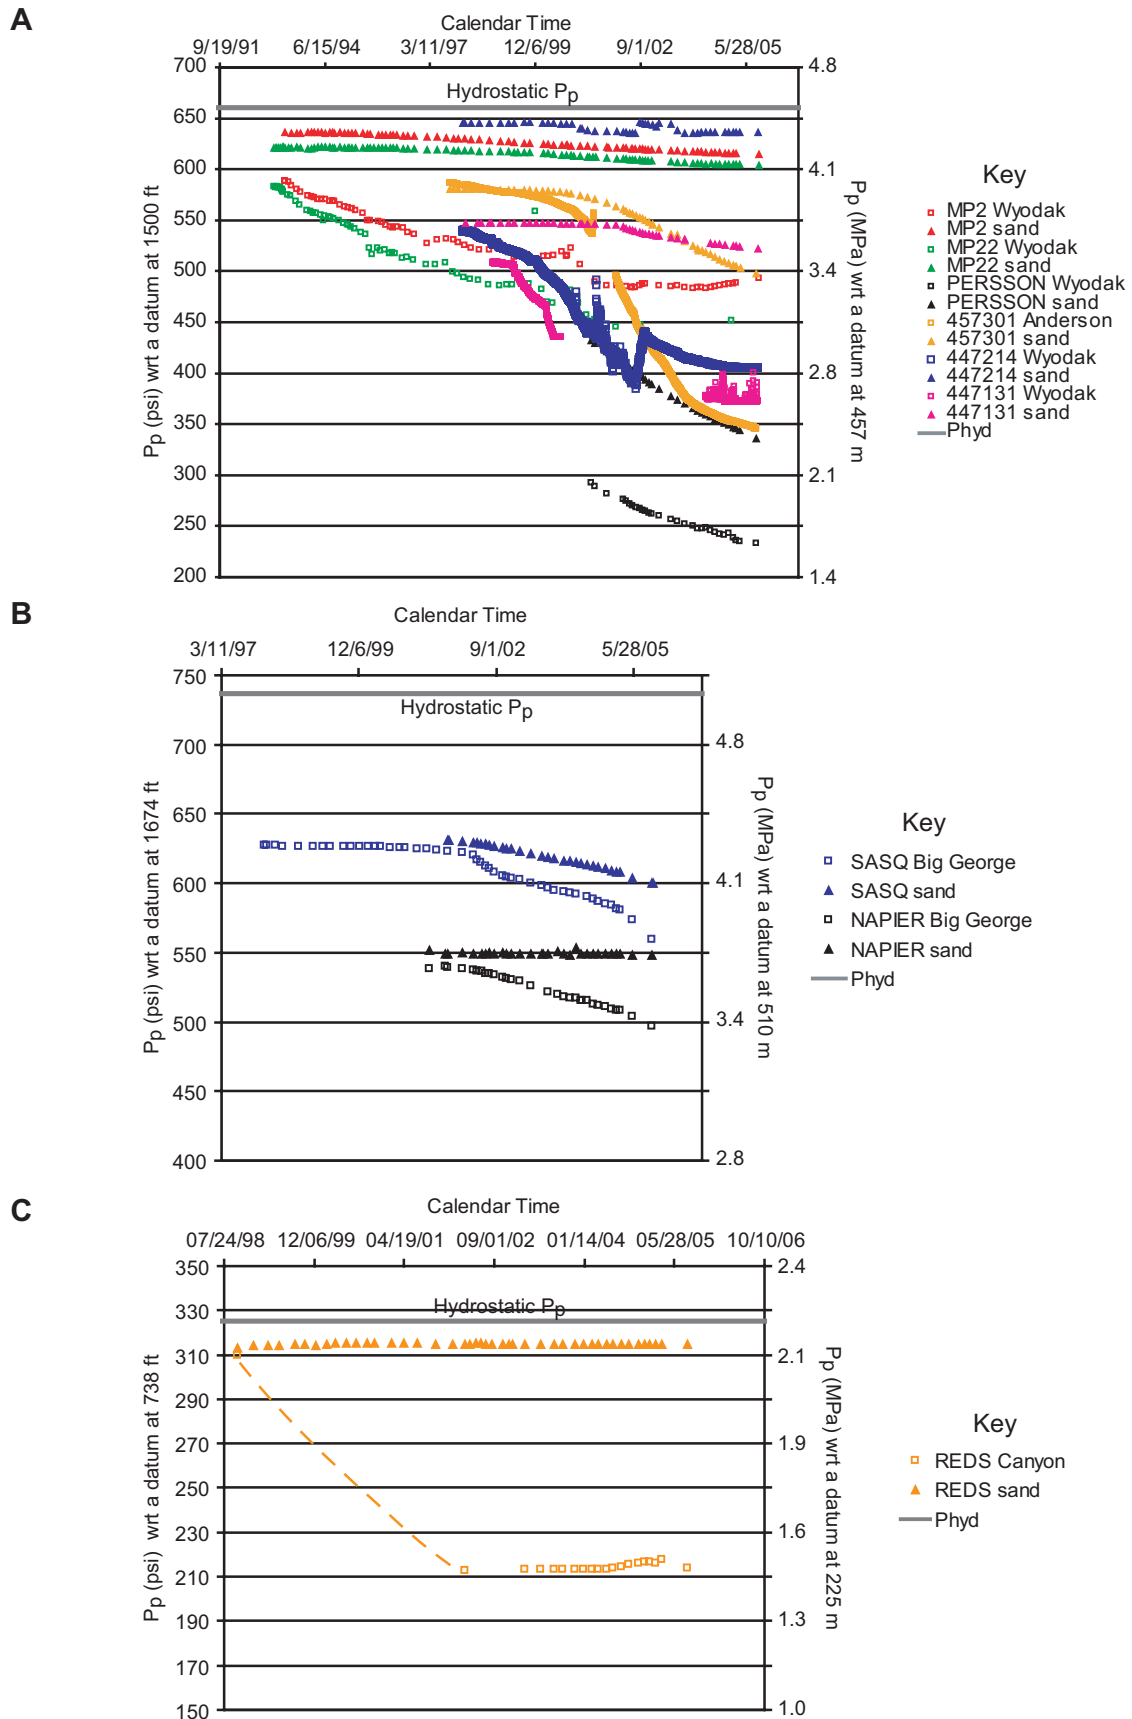 A
Calendar Time
9/19/91 6/15/94 3/11/97 12/6/99 9/1/02 5/28/05
700
650
600
550
500
450
400
350
300
250
200
Pp (psi) wrt a datum at 1500 ft
Hydrostatic Pp
4.8
4.1
3.4
2.8
2.1
1.4
Pp (MPa) wrt a datum at 457 m
Key
MP2 Wyodak
MP2 sand
MP22 Wyodak
MP22 sand
PERSSON Wyodak
PERSSON sand
457301 Anderson
457301 sand
447214 Wyodak
447214 sand
447131 Wyodak
447131 sand
Phyd
B
Calendar Time
3/11/97 12/6/99 9/1/02 5/28/05
750
700
650
600
550
500
450
400
Pp (psi) wrt a datum at 1674 ft
Hydrostatic Pp
4.8
4.1
3.4
2.8
Pp (MPa) wrt a datum at 510 m
Key
SASQ Big George
SASQ sand
NAPIER Big George
NAPIER sand
Phyd
C
Calendar Time
07/24/98 12/06/99 04/19/01 09/01/02 01/14/04 05/28/05 10/10/06
350
330
310
290
270
250
230
210
190
170
150
Pp (psi) wrt a datum at 738 ft
Hydrostatic Pp
2.4
2.1
1.9
1.6
1.3
1.0
Pp (MPa) wrt a datum at 225 m
Key
REDS Canyon
REDS sand
Phyd